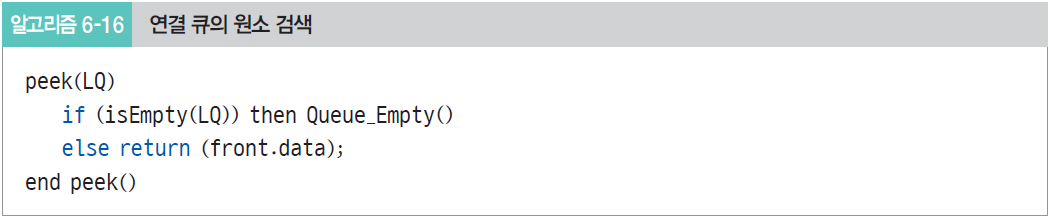 알고리즘 6-16 연결 큐의 원소 검색
peek(LQ)
if (isEmpty(LQ)) then Queue_Empty()
else return (front.data);
end peek()